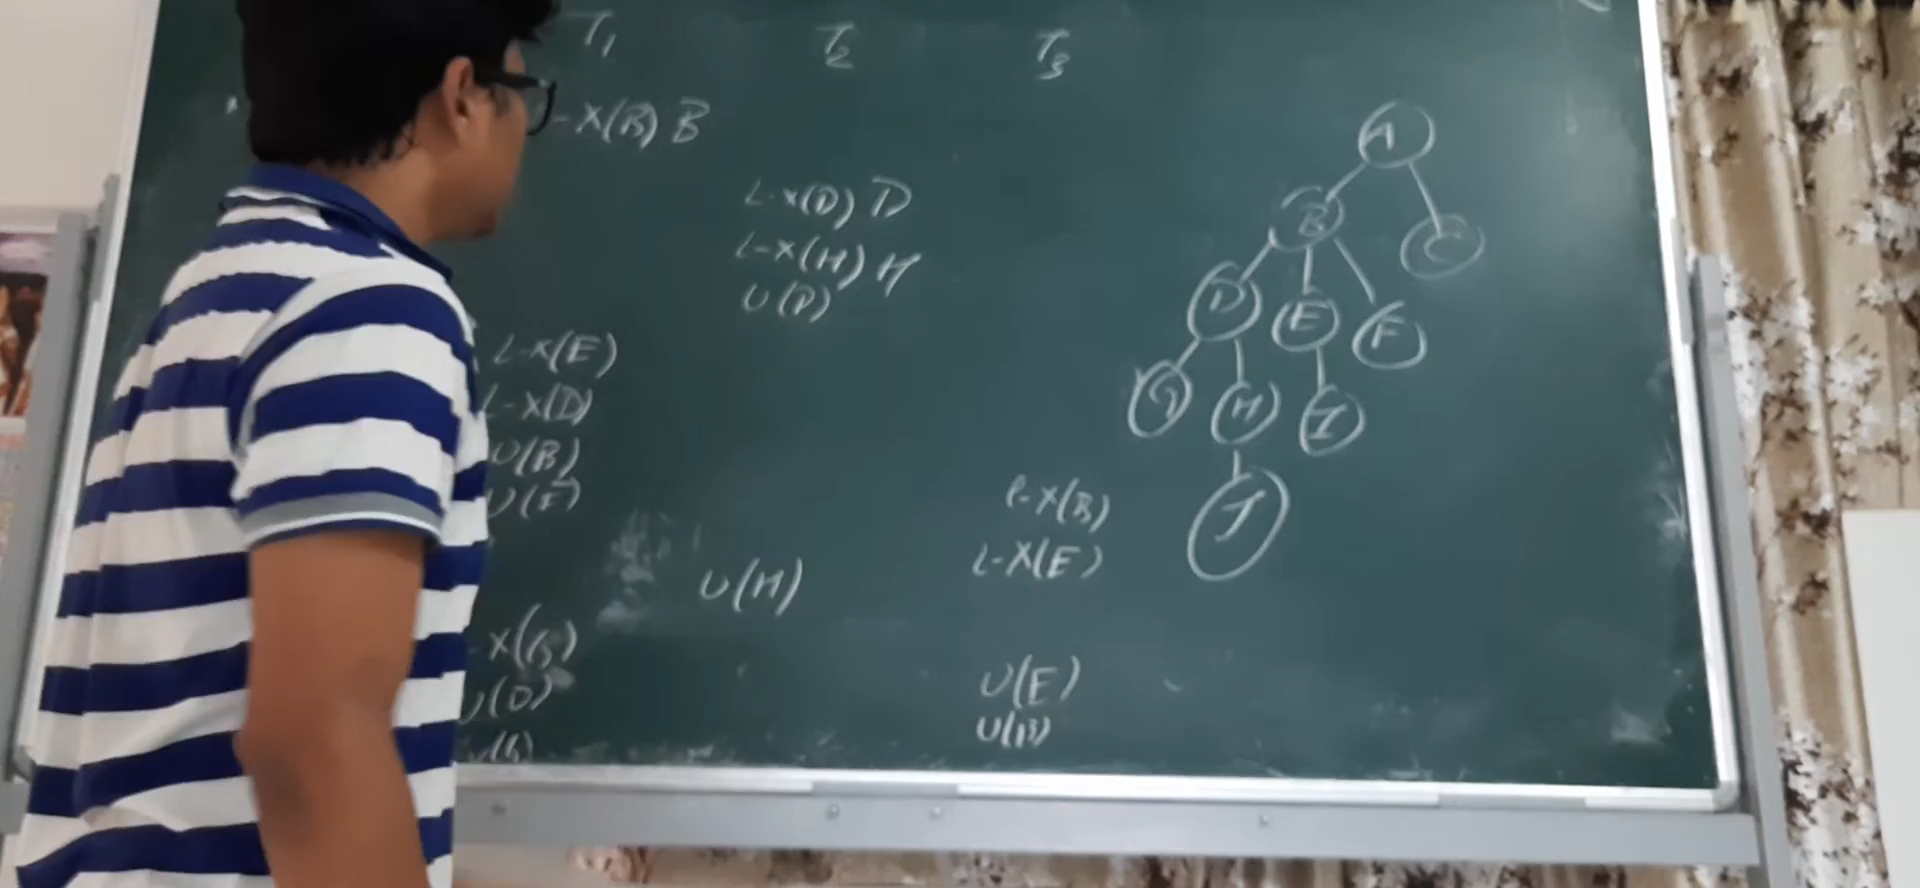 T1 T2 T3
-X(B) B
L-X(D) D
L-X(H) H
U(D)
L-X(E)
L-X(D)
U(B)
U(E)
L-X(B)
L-X(E)
U(H)
X(G)
U(D)
U(G)
U(E)
U(B)
A
B C
D E F
G H I
J